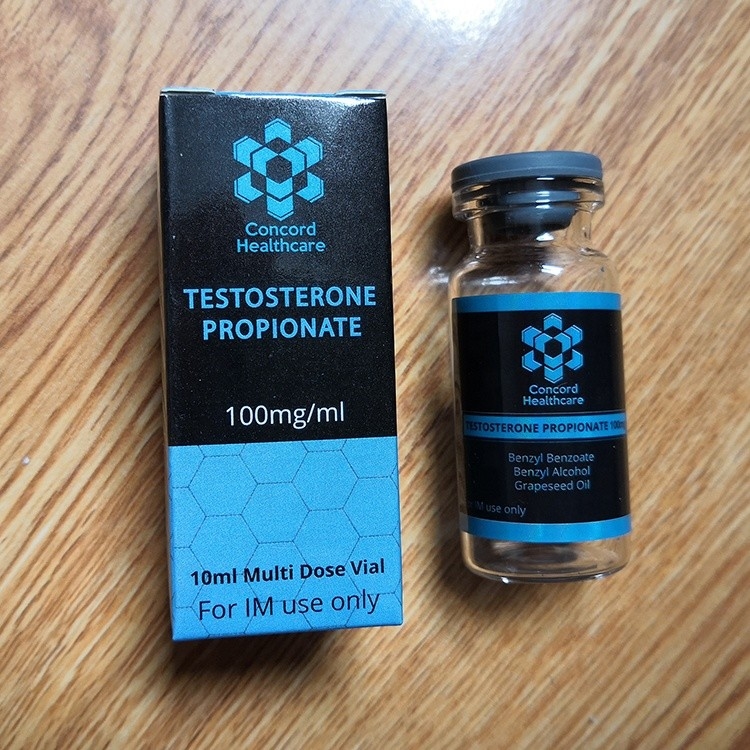 Concord
Healthcare
TESTOSTERONE
PROPIONATE
100mg/ml
10ml Multi Dose Vial
For IM use only
Concord
Healthcare
TESTOSTERONE PROPIONATE 100mg
Benzyl Benzoate
Benzyl Alcohol
Grapeseed Oil
IM use only